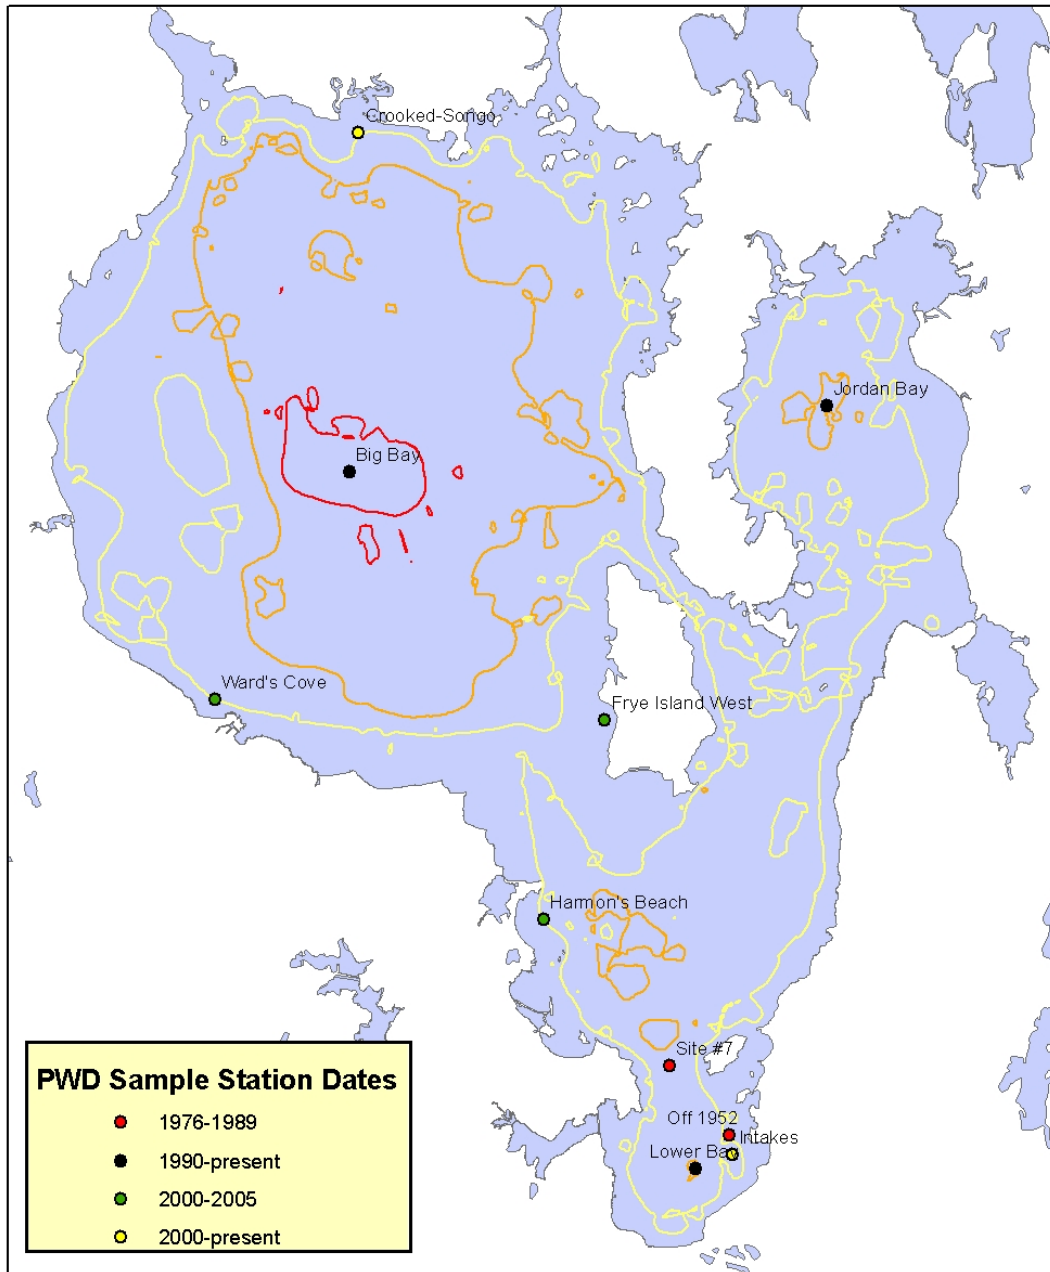 Crooked-Songo
Jordan Bay
Big Bay
Ward's Cove
Frye Island West
Harmon's Beach
Site #7
Off 1952
Intakes
Lower Bay
PWD Sample Station Dates
1976-1989
1990-present
2000-2005
2000-present